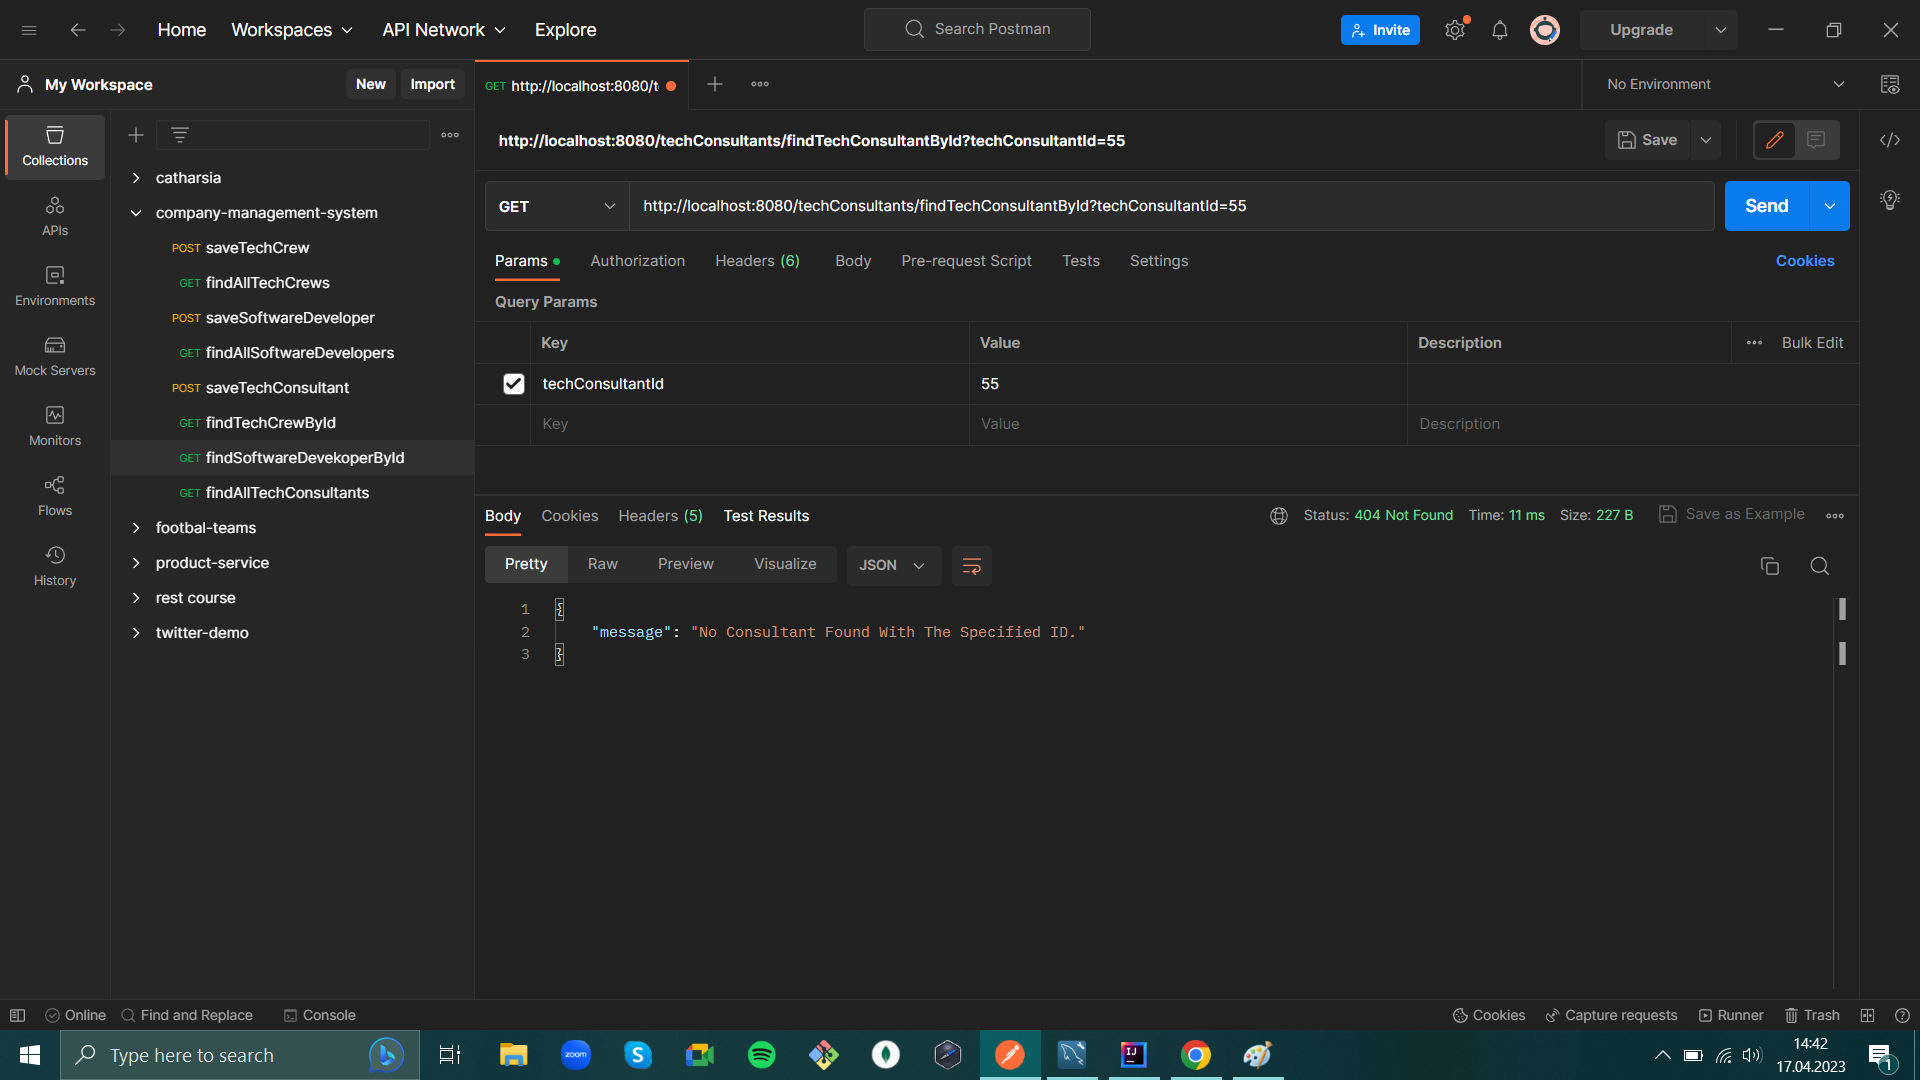 Home Workspaces API Network Explore Search Postman Invite Upgrade
My Workspace New Import GET http://localhost:8080/t No Environment
http://localhost:8080/techConsultants/findTechConsultantById?techConsultantId=55 Save
GET http://localhost:8080/techConsultants/findTechConsultantById?techConsultantId=55 Send
Params Authorization Headers (6) Body Pre-request Script Tests Settings Cookies
Query Params
Key Value Description Bulk Edit
techConsultantId 55
Key Value Description
Collections
APIs
Environments
Mock Servers
Monitors
Flows
History
catharsia
company-management-system
POST saveTechCrew
GET findAllTechCrews
POST saveSoftwareDeveloper
GET findAllSoftwareDevelopers
POST saveTechConsultant
GET findTechCrewById
GET findSoftwareDevekoperById
GET findAllTechConsultants
footbal-teams
product-service
rest course
twitter-demo
Body Cookies Headers (5) Test Results Status: 404 Not Found Time: 11 ms Size: 227 B Save as Example
Pretty Raw Preview Visualize JSON
1 {
2 "message": "No Consultant Found With The Specified ID."
3 }
Online Find and Replace Console Cookies Capture requests Runner Trash
Type here to search zoom IJ 14:42
17.04.2023 1